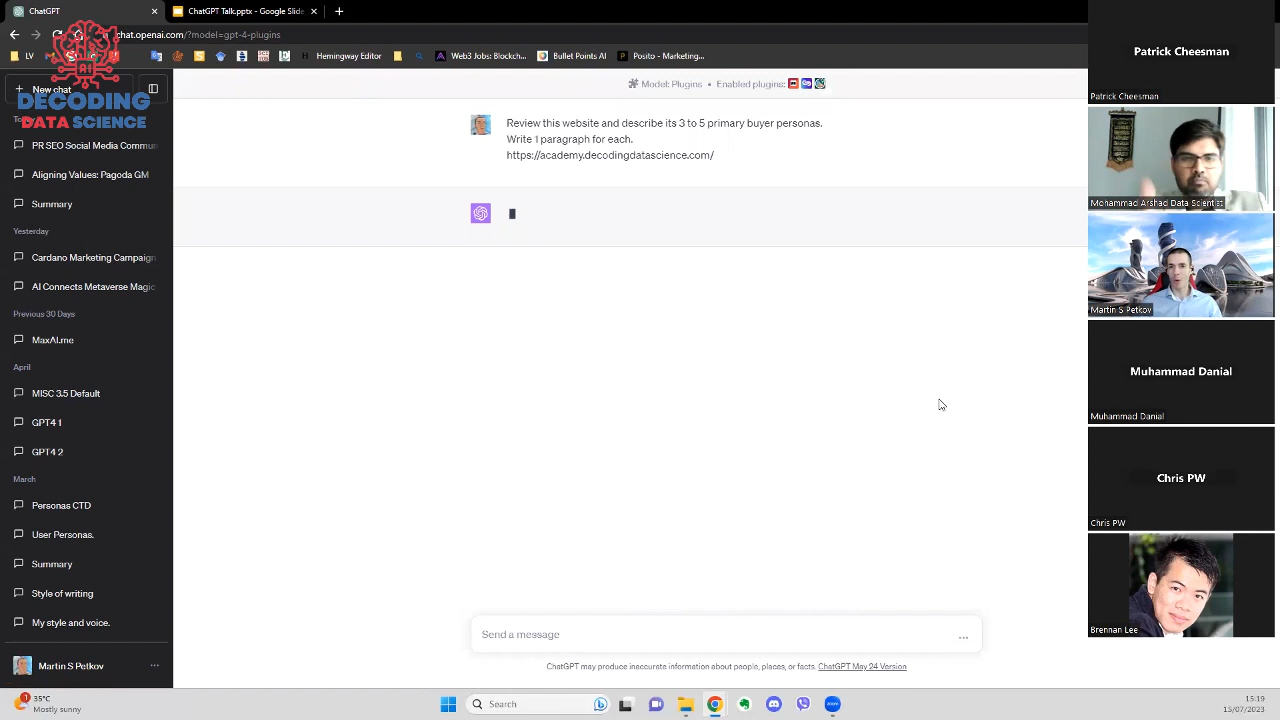 ChatGPT
ChatGPT Talk.pptx - Google Slide
chat.openai.com/?model=gpt-4-plugins
LV
Hemingway Editor
Web3 Jobs: Blockch...
Bullet Points AI
Posito - Marketing...
DECODING
DATA SCIENCE
New chat
PR SEO Social Media Commun
Aligning Values: Pagoda GM
Summary
Yesterday
Cardano Marketing Campaign
AI Connects Metaverse Magic
Previous 30 Days
MaxAI.me
April
MISC 3.5 Default
GPT4 1
GPT4 2
March
Personas CTD
User Personas.
Summary
Style of writing
My style and voice.
Martin S Petkov
Model: Plugins • Enabled plugins:
Review this website and describe its 3 to 5 primary buyer personas.
Write 1 paragraph for each.
https://academy.decodingdatascience.com/
Send a message
ChatGPT may produce inaccurate information about people, places, or facts. ChatGPT May 24 Version
Patrick Cheesman
Patrick Cheesman
Mohammad Arshad Data Scientist
Martin S Petkov
Muhammad Danial
Muhammad Danial
Chris PW
Chris PW
Brennan Lee
1
35°C
Mostly sunny
Search
zoom
15:19
13/07/2023